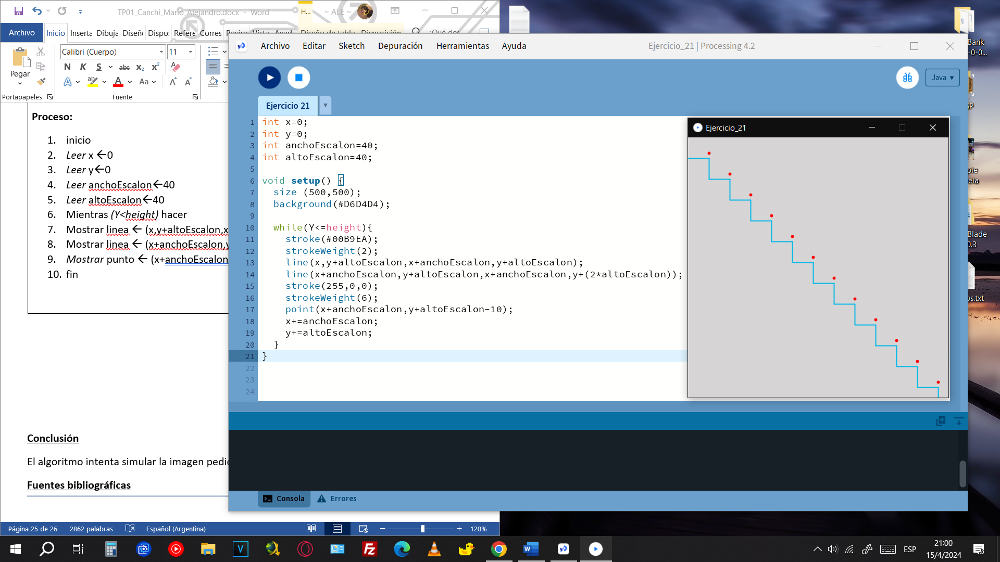 TP01_Canchi_Mario_Alejandro.docx - Word
H...
~ ALE ~
Archivo
Inicio
Inserta
Dibuja
Diseño
Dispos
Refere
Corres
Revisa
Vista
Ayuda
Diseño de tabla
Disposición
¿Qué des
Calibri (Cuerpo)
11
Pegar
N K S abc x₂ x²
A ab A Aa A A
Portapapeles
Fuente
Proceso:
1. inicio
2. Leer x ←0
3. Leer y←0
4. Leer anchoEscalon←40
5. Leer altoEscalon←40
6. Mientras (Y<height) hacer
7. Mostrar linea ← (x,y+altoEscalon,x
8. Mostrar linea ← (x+anchoEscalon,y
9. Mostrar punto ← (x+anchoEscalon
10. fin
Conclusión
El algoritmo intenta simular la imagen pedid
Fuentes bibliográficas
Página 25 de 26
2862 palabras
Español (Argentina)
120%
Archivo
Editar
Sketch
Depuración
Herramientas
Ayuda
Ejercicio_21 | Processing 4.2
Java ▾
Ejercicio 21
1 int x=0;
2 int y=0;
3 int anchoEscalon=40;
4 int altoEscalon=40;
5
6 void setup() {
7 size (500,500);
8 background(#D6D4D4);
9
10 while(Y<=height){
11 stroke(#00B9EA);
12 strokeWeight(2);
13 line(x,y+altoEscalon,x+anchoEscalon,y+altoEscalon);
14 line(x+anchoEscalon,y+altoEscalon,x+anchoEscalon,y+(2*altoEscalon));
15 stroke(255,0,0);
16 strokeWeight(6);
17 point(x+anchoEscalon,y+altoEscalon-10);
18 x+=anchoEscalon;
19 y+=altoEscalon;
20 }
21 }
22
23
24
Ejercicio_21
Consola
Errores
Bank
-0-0...
ela
Blade
0.3
os.txt
ESP
21:00
15/4/2024